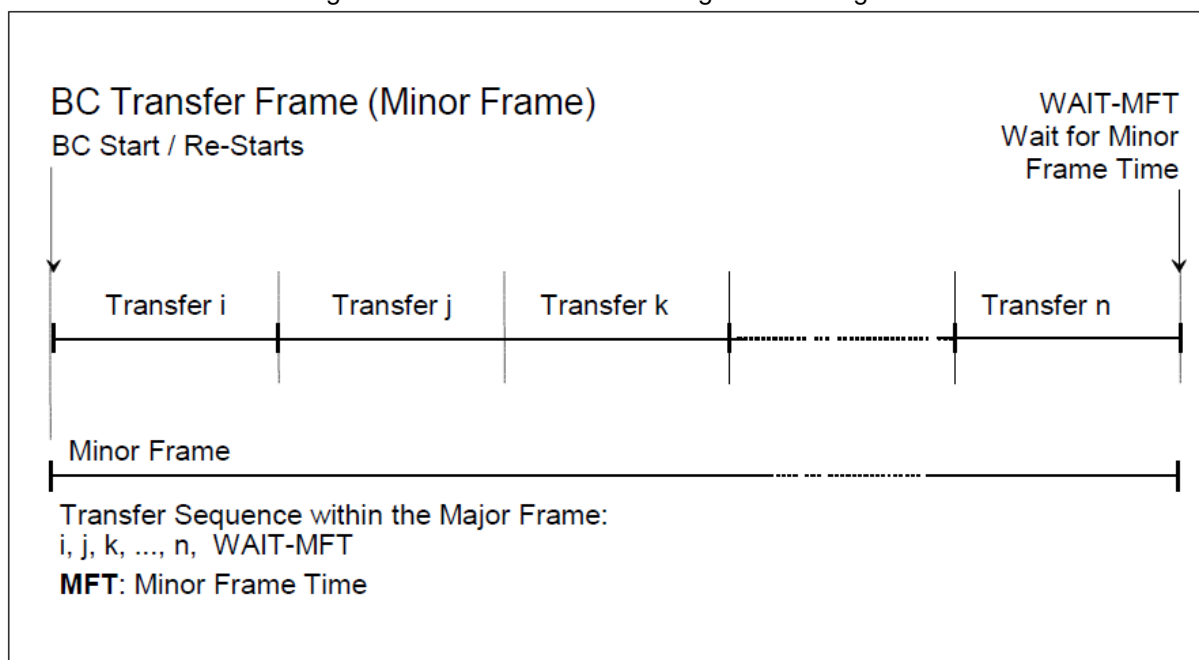 BC Transfer Frame (Minor Frame)
BC Start / Re-Starts
WAIT-MFT
Wait for Minor
Frame Time
Transfer i
Transfer j
Transfer k
Transfer n
Minor Frame
Transfer Sequence within the Major Frame:
i, j, k, ..., n, WAIT-MFT
MFT: Minor Frame Time